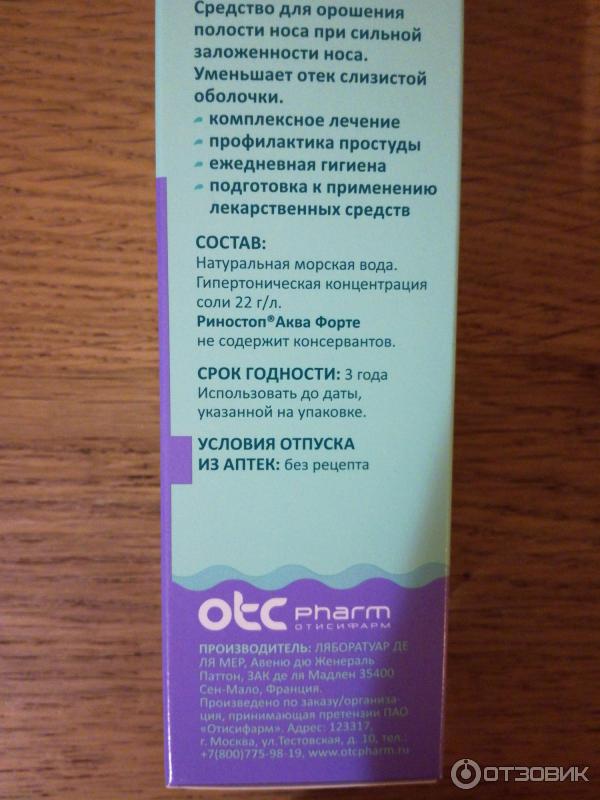 Средство для орошения
полости носа при сильной
заложенности носа.
Уменьшает отек слизистой
оболочки.
комплексное лечение
профилактика простуды
ежедневная гигиена
подготовка к применению
лекарственных средств
СОСТАВ:
Натуральная морская вода.
Гипертоническая концентрация
соли 22 г/л.
Риностоп®Аква Форте
не содержит консервантов.
СРОК ГОДНОСТИ: 3 года
Использовать до даты,
указанной на упаковке.
УСЛОВИЯ ОТПУСКА
ИЗ АПТЕК: без рецепта
otc pharm
ОТИСИФАРМ
ПРОИЗВОДИТЕЛЬ: ЛЯБОРАТУАР ДЕ
ЛЯ МЕР, Авеню дю Женераль
Паттон, ЗАК де ля Мадлен 35400
Сен-Мало, Франция.
Произведено по заказу/организа-
ция, принимающая претензии ПАО
«Отисифарм». Адрес: 123317,
г. Москва, ул.Тестовская, д. 10, тел.:
+7(800)775-98-19, www.otcpharm.ru
ОТЗОВИК